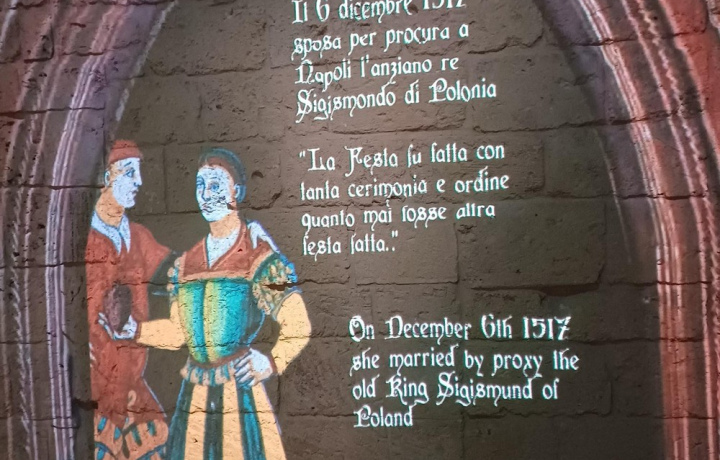 Il 6 dicembre 1517
sposa per procura a
Napoli l'anziano re
Sigismondo di Polonia
"La Festa fu fatta con
tanta cerimonia e ordine
quanto mai fosse altra
festa fatta.."
On December 6th 1517
she married by proxy the
old King Sigismund of
Poland